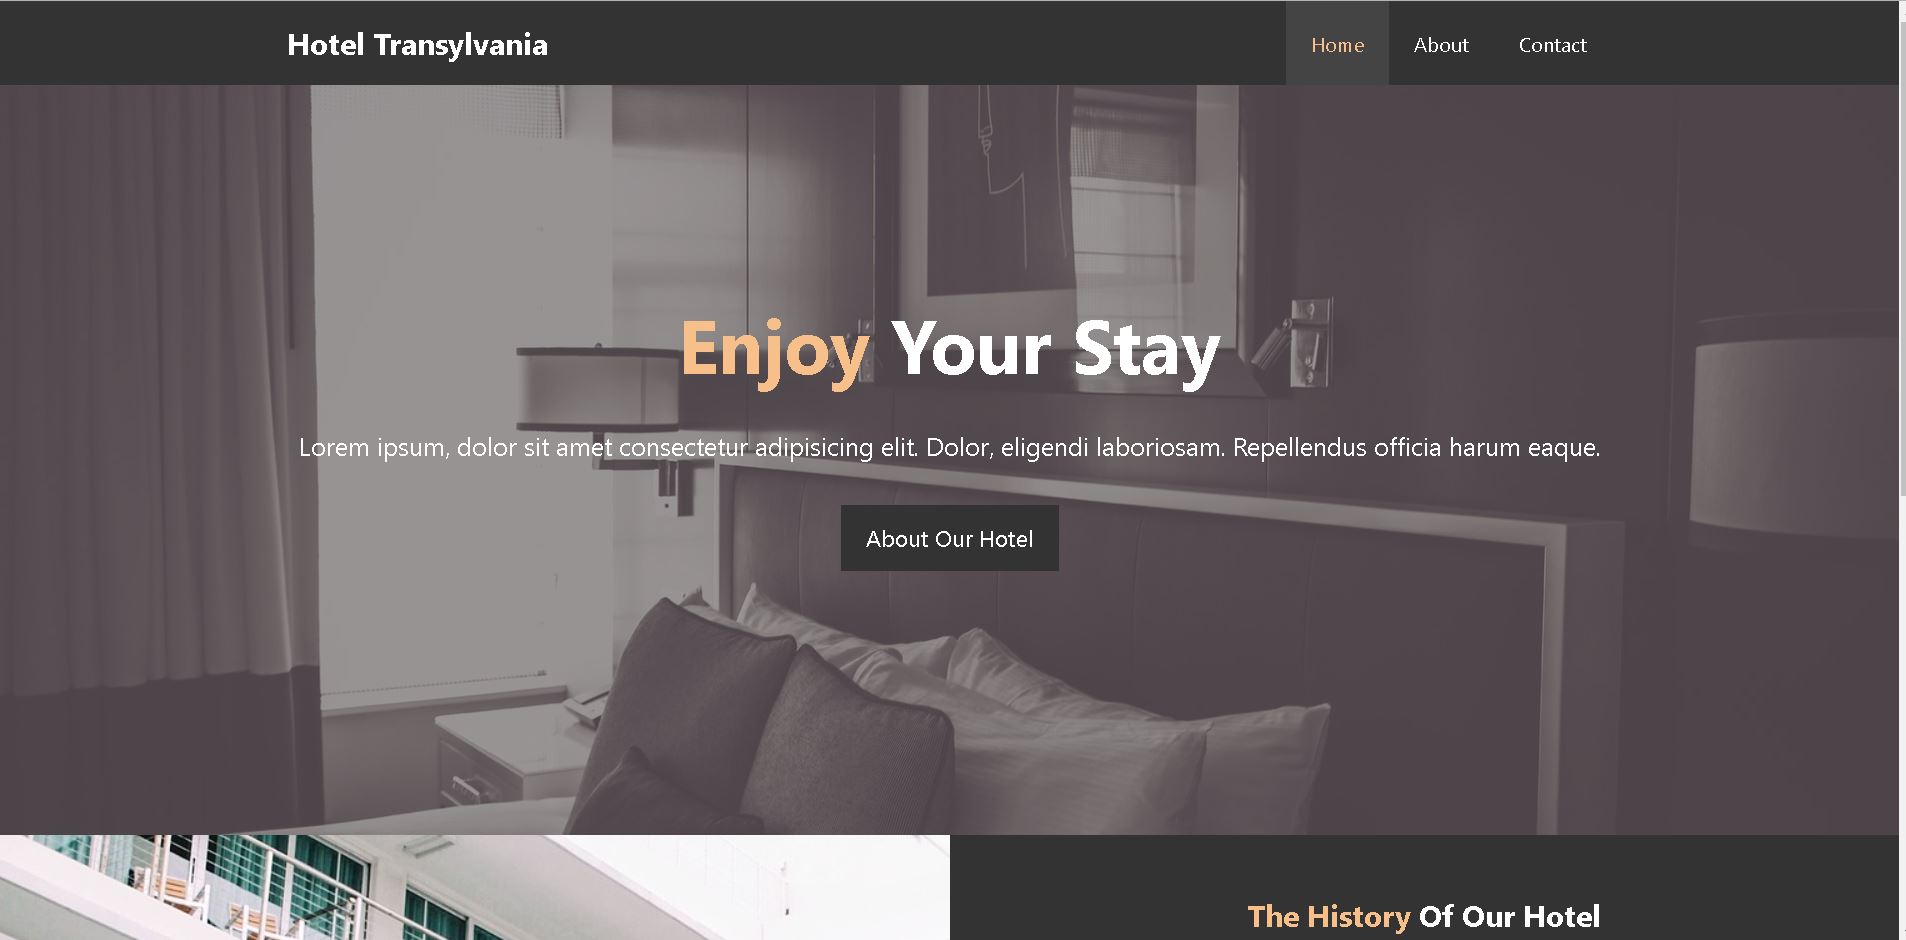 Hotel Transylvania
Home About Contact
Enjoy Your Stay
Lorem ipsum, dolor sit amet consectetur adipisicing elit. Dolor, eligendi laboriosam. Repellendus officia harum eaque.
About Our Hotel
The History Of Our Hotel